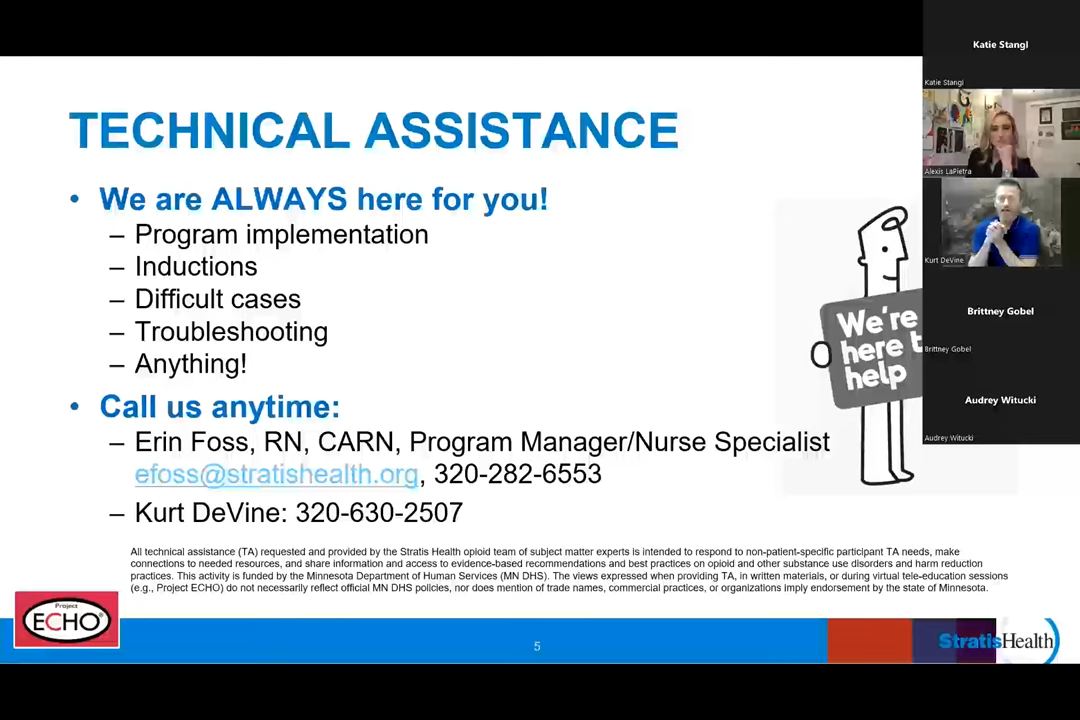 TECHNICAL ASSISTANCE
• We are ALWAYS here for you!
– Program implementation
– Inductions
– Difficult cases
– Troubleshooting
– Anything!
• Call us anytime:
– Erin Foss, RN, CARN, Program Manager/Nurse Specialist
efoss@stratishealth.org, 320-282-6553
– Kurt DeVine: 320-630-2507
We're
here t
help
All technical assistance (TA) requested and provided by the Stratis Health opioid team of subject matter experts is intended to respond to non-patient-specific participant TA needs, make
connections to needed resources, and share information and access to evidence-based recommendations and best practices on opioid and other substance use disorders and harm reduction
practices. This activity is funded by the Minnesota Department of Human Services (MN DHS). The views expressed when providing TA, in written materials, or during virtual tele-education sessions
(e.g., Project ECHO) do not necessarily reflect official MN DHS policies, nor does mention of trade names, commercial practices, or organizations imply endorsement by the state of Minnesota.
Project
ECHO®
5
StratisHealth
Katie Stangl
Katie Stangl
Alexis LaPietra
Kurt DeVine
Brittney Gobel
Brittney Gobel
Audrey Witucki
Audrey Witucki